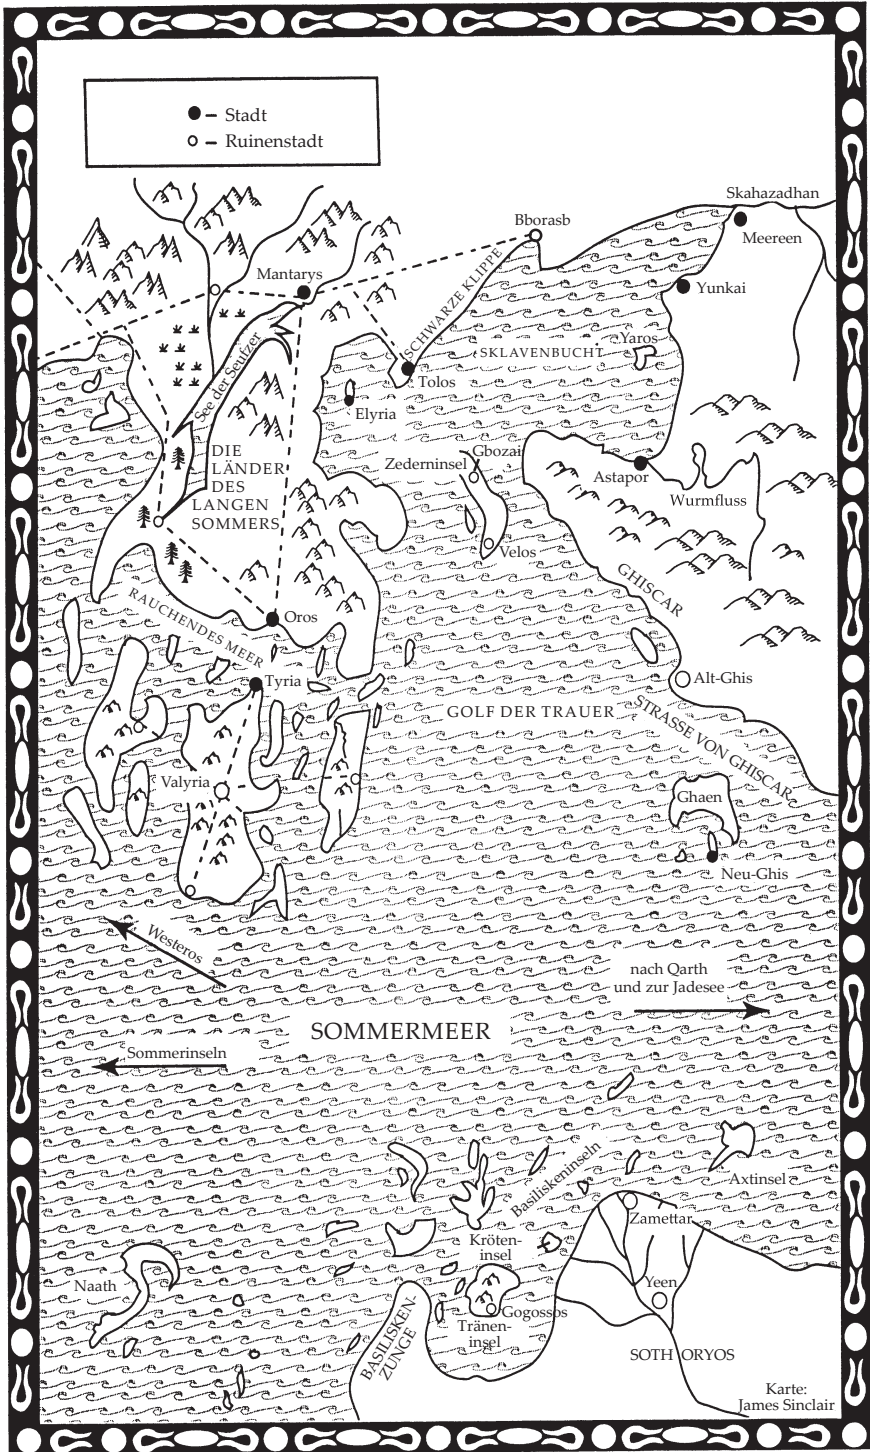 – Stadt
– Ruinenstadt
Skahazadhan
Bborasb
Meereen
Mantarys
SCHWARZE KLIPPE
Yunkai
See der Seufzer
Yaros
SKLAVENBUCHT
Tolos
Elyria
DIE
LÄNDER
DES
LANGEN
SOMMERS
Gbozai
Zederninsel
Astapor
Wurmfluss
Velos
GHISCAR
RAUCHENDES MEER
Oros
Tyria
Alt-Ghis
GOLF DER TRAUER
STRASSE VON GHISCAR
Valyria
Ghaen
Neu-Ghis
Westeros
nach Qarth
und zur Jadesee
SOMMERMEER
Sommerinseln
Basiliskeninseln
Axtinsel
Zamettar
Kröten-
insel
Naath
Yeen
Gogossos
Tränen-
insel
BASILISKEN-
ZUNGE
SOTHORYOS
Karte:
James Sinclair